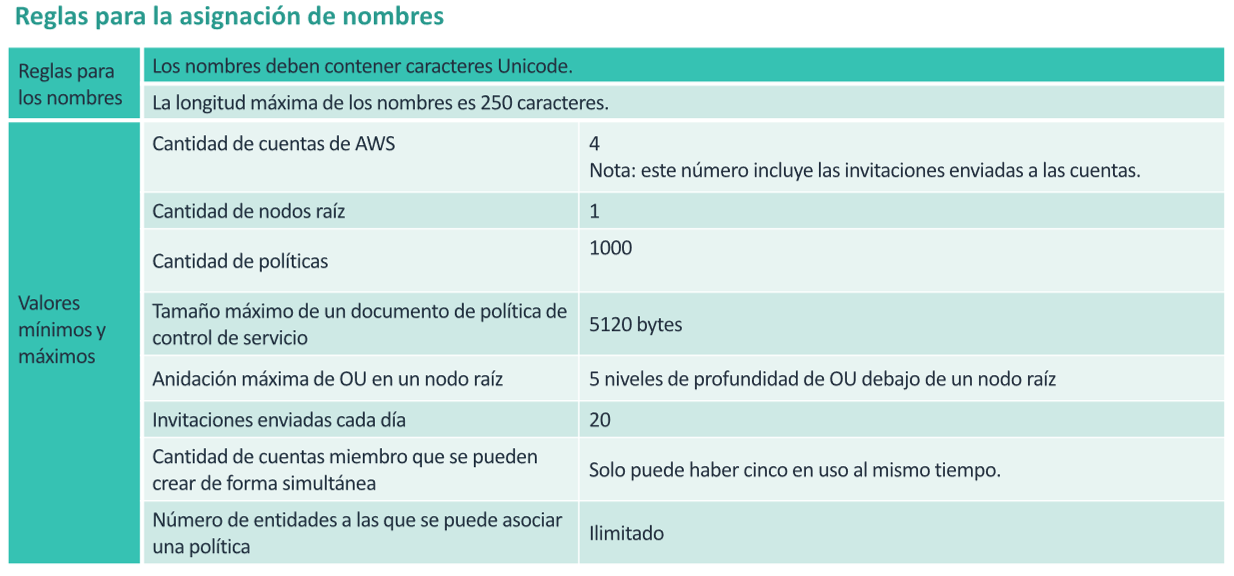 Reglas para la asignación de nombres
Reglas para
los nombres
Los nombres deben contener caracteres Unicode.
La longitud máxima de los nombres es 250 caracteres.
Valores
mínimos y
máximos
Cantidad de cuentas de AWS
4
Nota: este número incluye las invitaciones enviadas a las cuentas.
Cantidad de nodos raíz
1
Cantidad de políticas
1000
Tamaño máximo de un documento de política de
control de servicio
5120 bytes
Anidación máxima de OU en un nodo raíz
5 niveles de profundidad de OU debajo de un nodo raíz
Invitaciones enviadas cada día
20
Cantidad de cuentas miembro que se pueden
crear de forma simultánea
Solo puede haber cinco en uso al mismo tiempo.
Número de entidades a las que se puede asociar
una política
Ilimitado